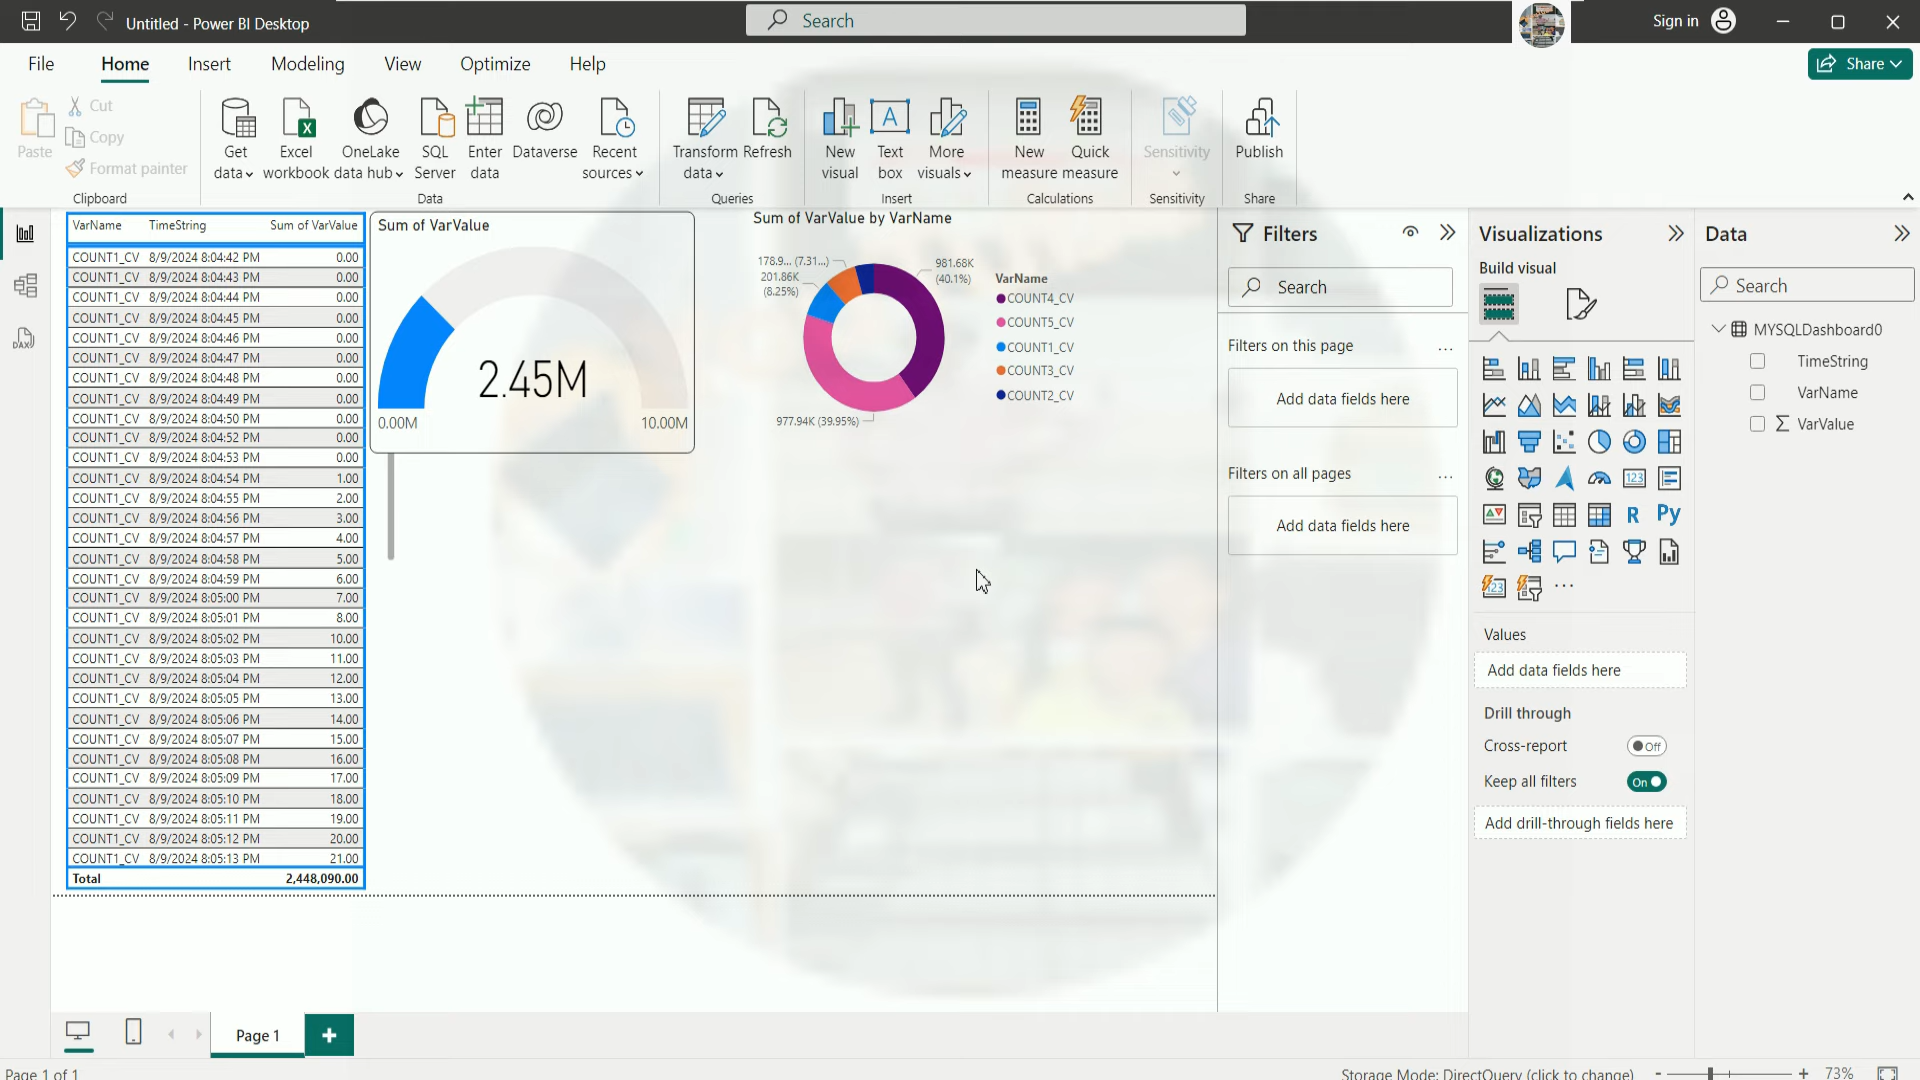 Untitled - Power BI Desktop
Search
Sign in
File Home Insert Modeling View Optimize Help
Share
Paste
Cut
Copy
Format painter
Clipboard
Get data
Excel workbook
OneLake data hub
SQL Server
Enter data
Dataverse
Recent sources
Data
Transform data
Refresh
Queries
New visual
Text box
More visuals
Insert
New measure
Quick measure
Calculations
Sensitivity
Sensitivity
Publish
Share
VarName TimeString Sum of VarValue
COUNT1_CV 8/9/2024 8:04:42 PM 0.00
COUNT1_CV 8/9/2024 8:04:43 PM 0.00
COUNT1_CV 8/9/2024 8:04:44 PM 0.00
COUNT1_CV 8/9/2024 8:04:45 PM 0.00
COUNT1_CV 8/9/2024 8:04:46 PM 0.00
COUNT1_CV 8/9/2024 8:04:47 PM 0.00
COUNT1_CV 8/9/2024 8:04:48 PM 0.00
COUNT1_CV 8/9/2024 8:04:49 PM 0.00
COUNT1_CV 8/9/2024 8:04:50 PM 0.00
COUNT1_CV 8/9/2024 8:04:52 PM 0.00
COUNT1_CV 8/9/2024 8:04:53 PM 0.00
COUNT1_CV 8/9/2024 8:04:54 PM 1.00
COUNT1_CV 8/9/2024 8:04:55 PM 2.00
COUNT1_CV 8/9/2024 8:04:56 PM 3.00
COUNT1_CV 8/9/2024 8:04:57 PM 4.00
COUNT1_CV 8/9/2024 8:04:58 PM 5.00
COUNT1_CV 8/9/2024 8:04:59 PM 6.00
COUNT1_CV 8/9/2024 8:05:00 PM 7.00
COUNT1_CV 8/9/2024 8:05:01 PM 8.00
COUNT1_CV 8/9/2024 8:05:02 PM 10.00
COUNT1_CV 8/9/2024 8:05:03 PM 11.00
COUNT1_CV 8/9/2024 8:05:04 PM 12.00
COUNT1_CV 8/9/2024 8:05:05 PM 13.00
COUNT1_CV 8/9/2024 8:05:06 PM 14.00
COUNT1_CV 8/9/2024 8:05:07 PM 15.00
COUNT1_CV 8/9/2024 8:05:08 PM 16.00
COUNT1_CV 8/9/2024 8:05:09 PM 17.00
COUNT1_CV 8/9/2024 8:05:10 PM 18.00
COUNT1_CV 8/9/2024 8:05:11 PM 19.00
COUNT1_CV 8/9/2024 8:05:12 PM 20.00
COUNT1_CV 8/9/2024 8:05:13 PM 21.00
Total 2,448,090.00
Sum of VarValue
2.45M
0.00M 10.00M
Sum of VarValue by VarName
178.9... (7.31...)
201.86K
(8.25%)
981.68K
(40.1%)
977.94K (39.95%)
VarName
COUNT4_CV
COUNT5_CV
COUNT1_CV
COUNT3_CV
COUNT2_CV
Filters
Search
Filters on this page ...
Add data fields here
Filters on all pages ...
Add data fields here
Visualizations
Build visual
123
R Py
123
...
Values
Add data fields here
Drill through
Cross-report Off
Keep all filters On
Add drill-through fields here
Data
Search
MYSQLDashboard0
TimeString
VarName
Σ VarValue
DAX
Page 1
Page 1 of 1
Storage Mode: DirectQuery (click to change) - + 73%